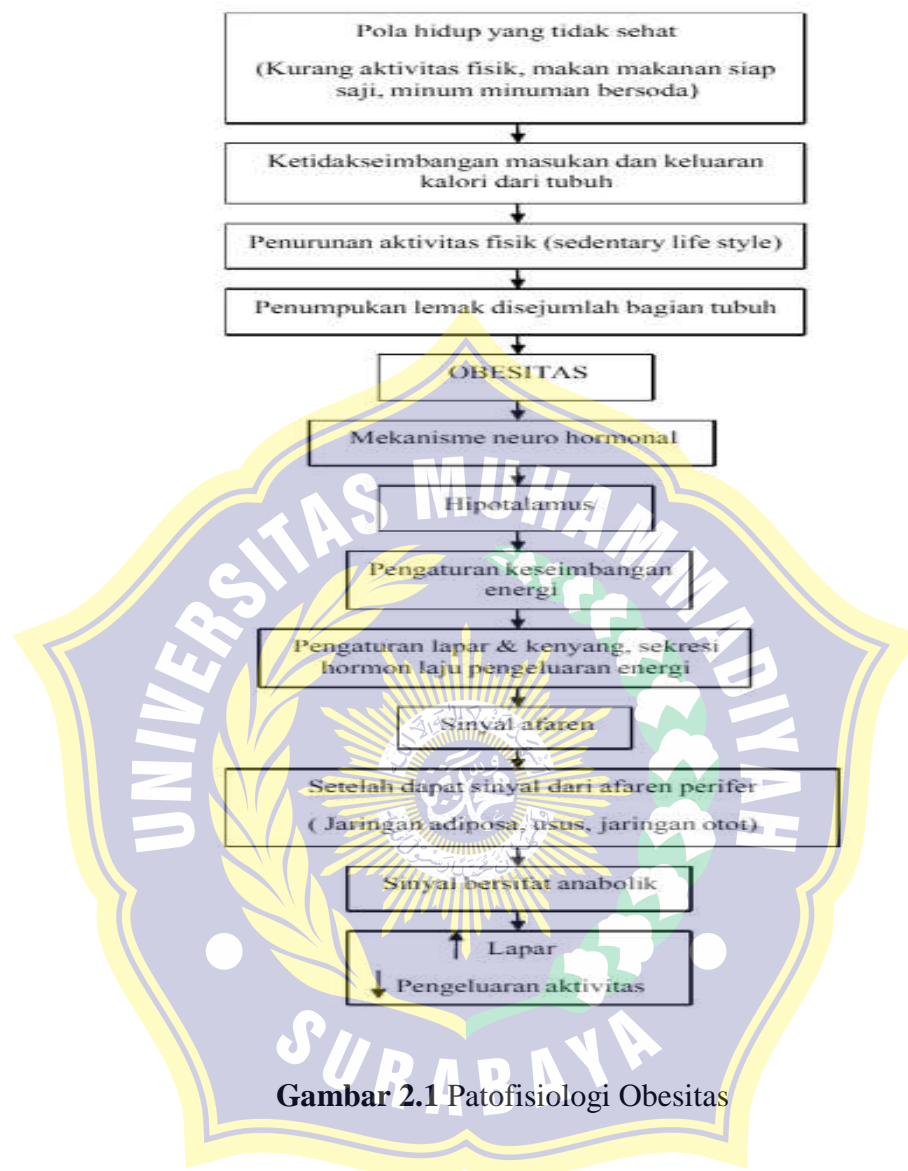 Pola hidup yang tidak sehat
(Kurang aktivitas fisik, makan makanan siap
saji, minum minuman bersoda)
Ketidakseimbangan masukan dan keluaran
kalori dari tubuh
Penurunan aktivitas fisik (sedentary life style)
Penumpukan lemak disejumlah bagian tubuh
OBESITAS
Mekanisme neuro hormonal
Hipotalamus
Pengaturan keseimbangan
energi
Pengaturan lapar & kenyang, sekresi
hormon laju pengeluaran energi
Sinyal afaren
Setelah dapat sinyal dari afaren perifer
( Jaringan adiposa, usus, jaringan otot)
Sinyal bersifat anabolik
↑ Lapar
↓ Pengeluaran aktivitas
UNIVERSITAS MUHAMMADIYAH
SURABAYA
Gambar 2.1 Patofisiologi Obesitas